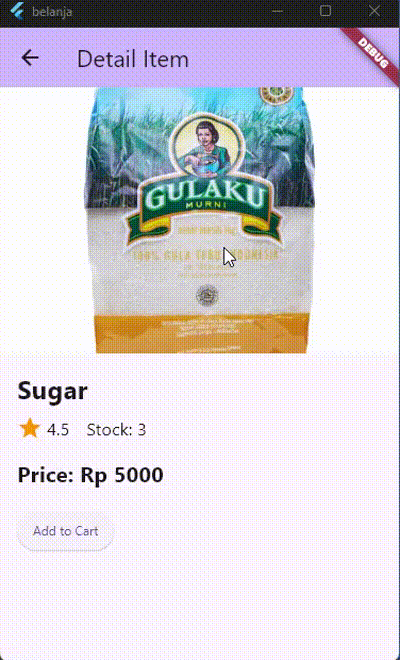 belanja
Detail Item
DEBUG
GULAKU
MURNI
100% GULA TEBU INDONESIA
Sugar
4.5 Stock: 3
Price: Rp 5000
Add to Cart